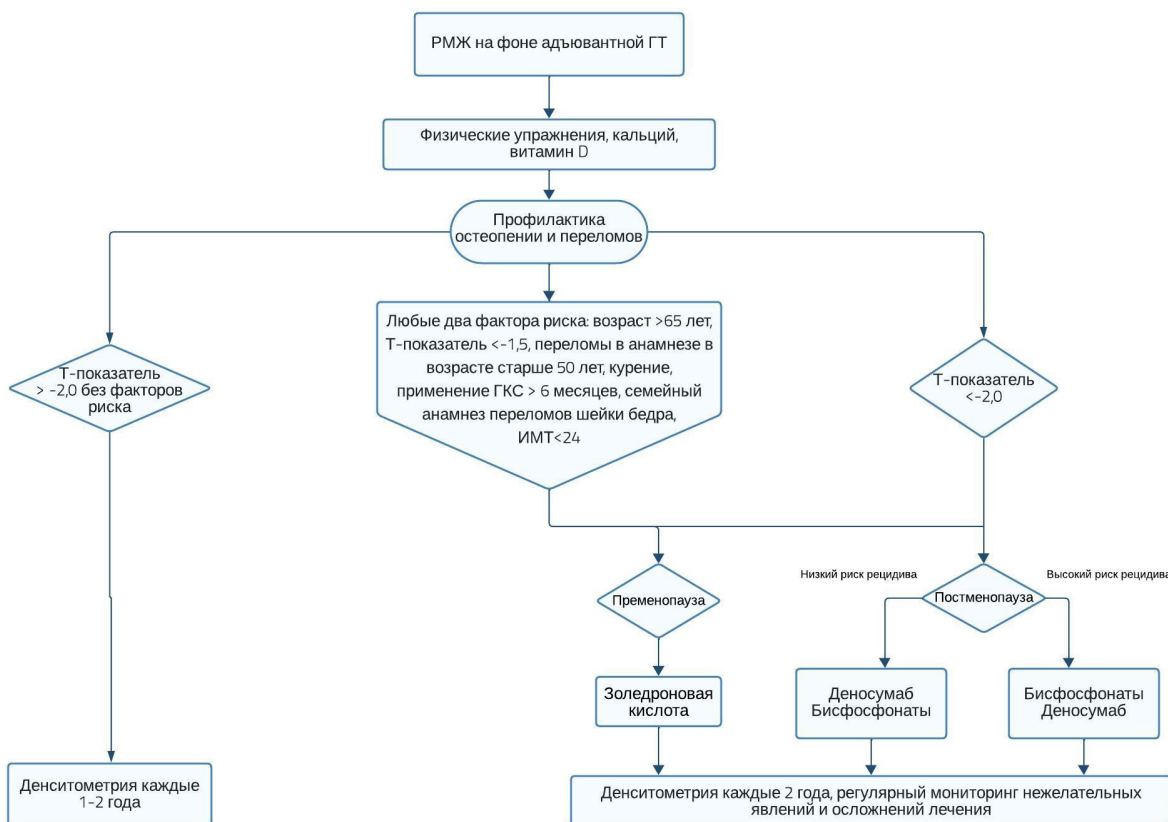 РМЖ на фоне адъювантной ГТ
Физические упражнения, кальций,
витамин D
Профилактика
остеопении и переломов
Т-показатель
> -2,0 без факторов
риска
Любые два фактора риска: возраст >65 лет,
Т-показатель <-1,5, переломы в анамнезе в
возрасте старше 50 лет, курение,
применение ГКС > 6 месяцев, семейный
анамнез переломов шейки бедра,
ИМТ<24
Т-показатель
<-2,0
Пременопауза
Низкий риск рецидива
Постменопауза
Высокий риск рецидива
Золедроновая
кислота
Деносумаб
Бисфосфонаты
Бисфосфонаты
Деносумаб
Денситометрия каждые
1-2 года
Денситометрия каждые 2 года, регулярный мониторинг нежелательных
явлений и осложнений лечения